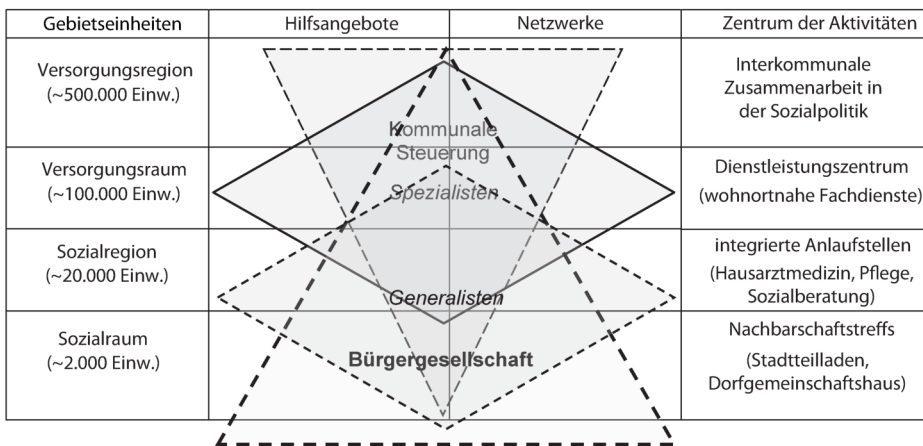 Gebietseinheiten
Hilfsangebote
Netzwerke
Zentrum der Aktivitäten
Versorgungsregion
(~500.000 Einw.)
Interkommunale
Zusammenarbeit in
der Sozialpolitik
Kommunale
Steuerung
Versorgungsraum
(~100.000 Einw.)
Spezialisten
Dienstleistungszentrum
(wohnortnahe Fachdienste)
Sozialregion
(~20.000 Einw.)
Generalisten
integrierte Anlaufstellen
(Hausarztmedizin, Pflege,
Sozialberatung)
Sozialraum
(~2.000 Einw.)
Bürgergesellschaft
Nachbarschaftstreffs
(Stadtteilladen,
Dorfgemeinschaftshaus)